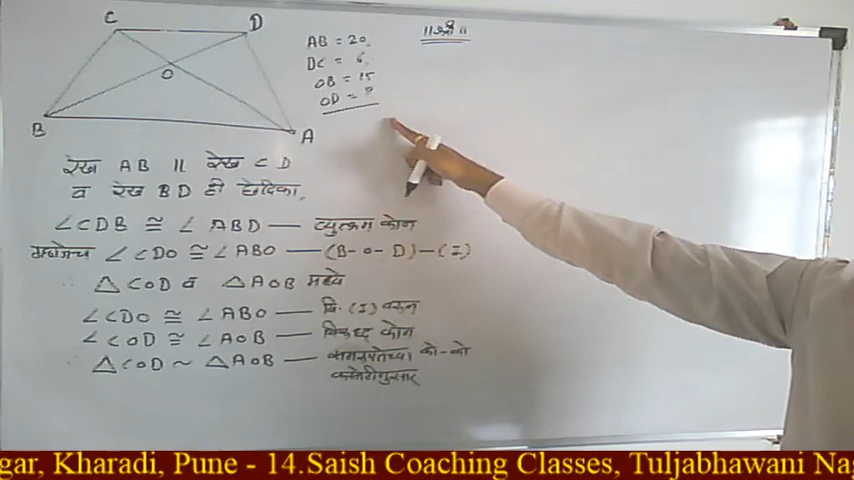 C D
AB = 20
॥श्री॥
DC = 6
O
OB = 15
OD = ?
B A
रेख AB ॥ रेख CD
व रेख BD ही छेदिका.
∠CDB ≅ ∠ABD — व्युत्क्रम कोन
म्हणजेच ∠CDO ≅ ∠ABO — (B-O-D) — (I)
∴ △COD व △AOB मध्ये
∠CDO ≅ ∠ABO — वि. (I) वरून
∠COD ≅ ∠AOB — विरुध्द कोन
∴ △COD ~ △AOB — समरूपतेच्या को-को
कसोटीनुसार
gar, Kharadi, Pune - 14.Saish Coaching Classes, Tuljabhawani Na